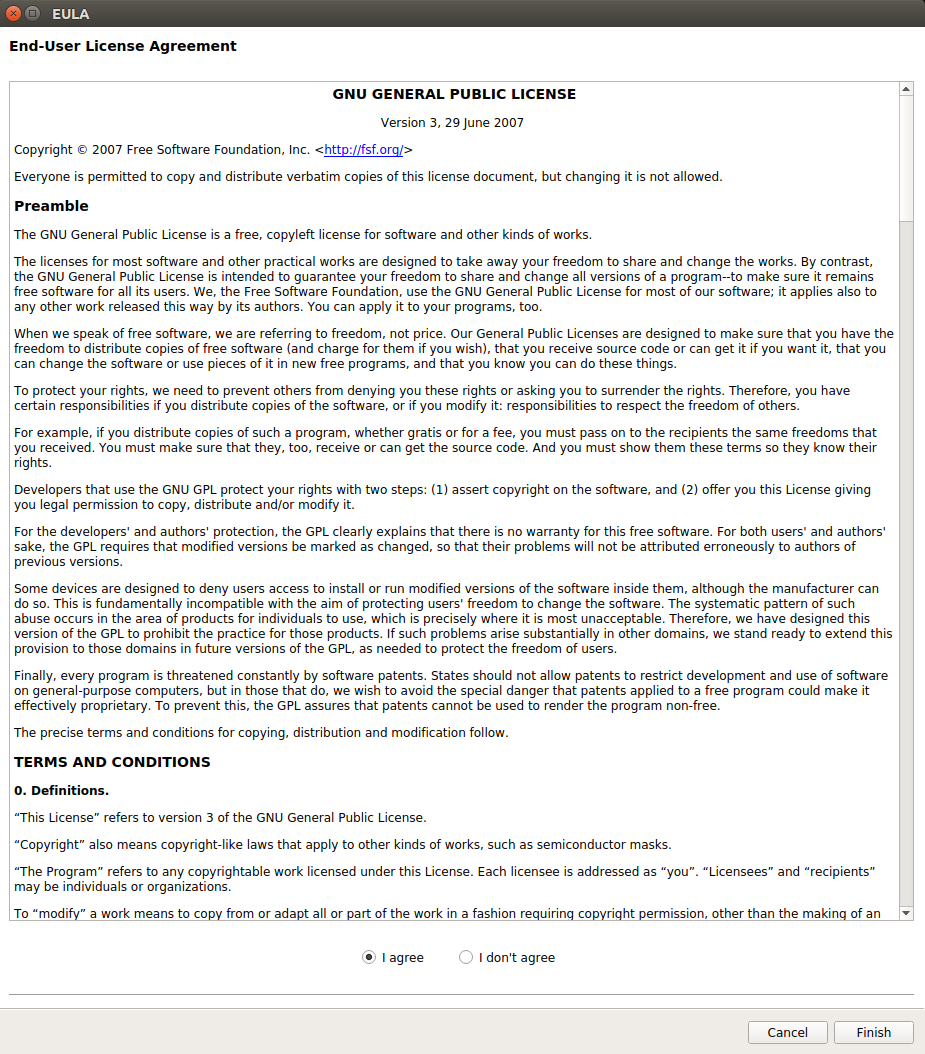 EULA
End-User License Agreement
GNU GENERAL PUBLIC LICENSE
Version 3, 29 June 2007
Copyright © 2007 Free Software Foundation, Inc. <http://fsf.org/>
Everyone is permitted to copy and distribute verbatim copies of this license document, but changing it is not allowed.
Preamble
The GNU General Public License is a free, copyleft license for software and other kinds of works.
The licenses for most software and other practical works are designed to take away your freedom to share and change the works. By contrast,
the GNU General Public License is intended to guarantee your freedom to share and change all versions of a program--to make sure it remains
free software for all its users. We, the Free Software Foundation, use the GNU General Public License for most of our software; it applies also to
any other work released this way by its authors. You can apply it to your programs, too.
When we speak of free software, we are referring to freedom, not price. Our General Public Licenses are designed to make sure that you have the
freedom to distribute copies of free software (and charge for them if you wish), that you receive source code or can get it if you want it, that you
can change the software or use pieces of it in new free programs, and that you know you can do these things.
To protect your rights, we need to prevent others from denying you these rights or asking you to surrender the rights. Therefore, you have
certain responsibilities if you distribute copies of the software, or if you modify it: responsibilities to respect the freedom of others.
For example, if you distribute copies of such a program, whether gratis or for a fee, you must pass on to the recipients the same freedoms that
you received. You must make sure that they, too, receive or can get the source code. And you must show them these terms so they know their
rights.
Developers that use the GNU GPL protect your rights with two steps: (1) assert copyright on the software, and (2) offer you this License giving
you legal permission to copy, distribute and/or modify it.
For the developers' and authors' protection, the GPL clearly explains that there is no warranty for this free software. For both users' and authors'
sake, the GPL requires that modified versions be marked as changed, so that their problems will not be attributed erroneously to authors of
previous versions.
Some devices are designed to deny users access to install or run modified versions of the software inside them, although the manufacturer can
do so. This is fundamentally incompatible with the aim of protecting users' freedom to change the software. The systematic pattern of such
abuse occurs in the area of products for individuals to use, which is precisely where it is most unacceptable. Therefore, we have designed this
version of the GPL to prohibit the practice for those products. If such problems arise substantially in other domains, we stand ready to extend this
provision to those domains in future versions of the GPL, as needed to protect the freedom of users.
Finally, every program is threatened constantly by software patents. States should not allow patents to restrict development and use of software
on general-purpose computers, but in those that do, we wish to avoid the special danger that patents applied to a free program could make it
effectively proprietary. To prevent this, the GPL assures that patents cannot be used to render the program non-free.
The precise terms and conditions for copying, distribution and modification follow.
TERMS AND CONDITIONS
0. Definitions.
“This License” refers to version 3 of the GNU General Public License.
“Copyright” also means copyright-like laws that apply to other kinds of works, such as semiconductor masks.
“The Program” refers to any copyrightable work licensed under this License. Each licensee is addressed as “you”. “Licensees” and “recipients”
may be individuals or organizations.
To “modify” a work means to copy from or adapt all or part of the work in a fashion requiring copyright permission, other than the making of an
I agree I don't agree
Cancel Finish